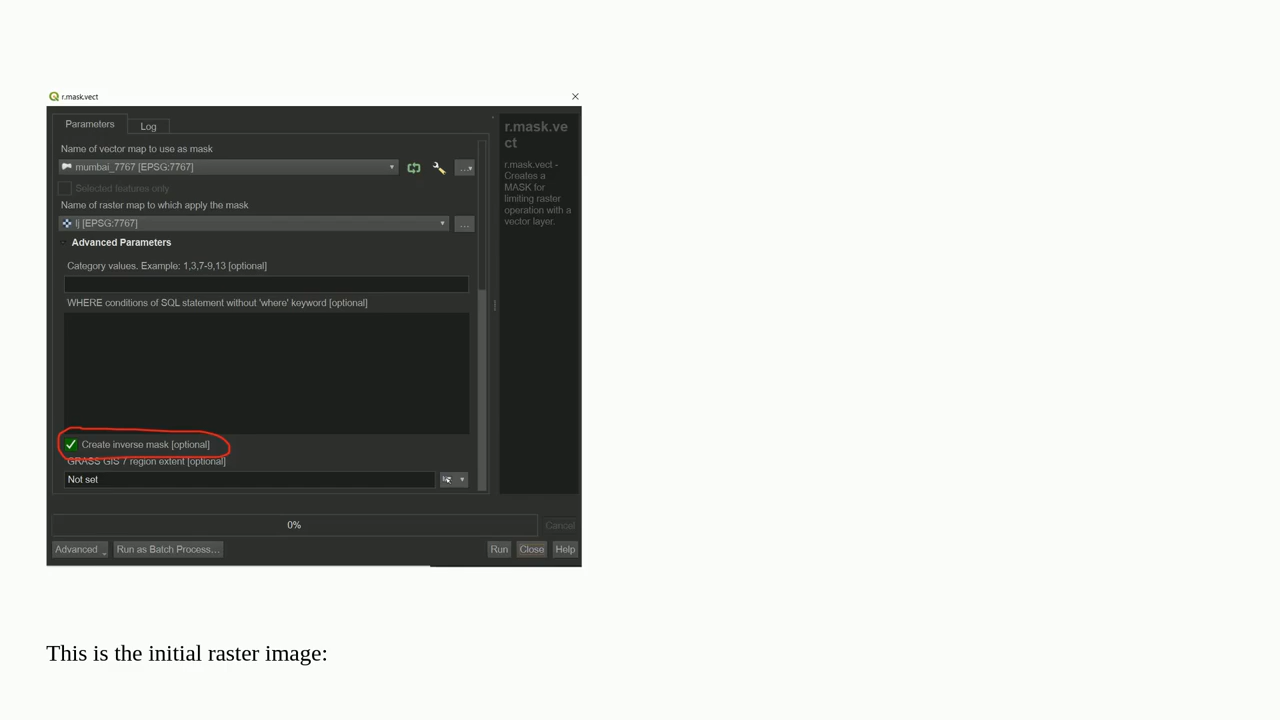 r.mask.vect
Parameters
Log
Name of vector map to use as mask
mumbai_7767 [EPSG:7767]
...
Selected features only
Name of raster map to which apply the mask
lj [EPSG:7767]
...
Advanced Parameters
Category values. Example: 1,3,7-9,13 [optional]
WHERE conditions of SQL statement without 'where' keyword [optional]
Create inverse mask [optional]
GRASS GIS 7 region extent [optional]
Not set
r.mask.ve
ct
r.mask.vect -
Creates a
MASK for
limiting raster
operation with a
vector layer.
0%
Cancel
Advanced
Run as Batch Process...
Run
Close
Help
This is the initial raster image: